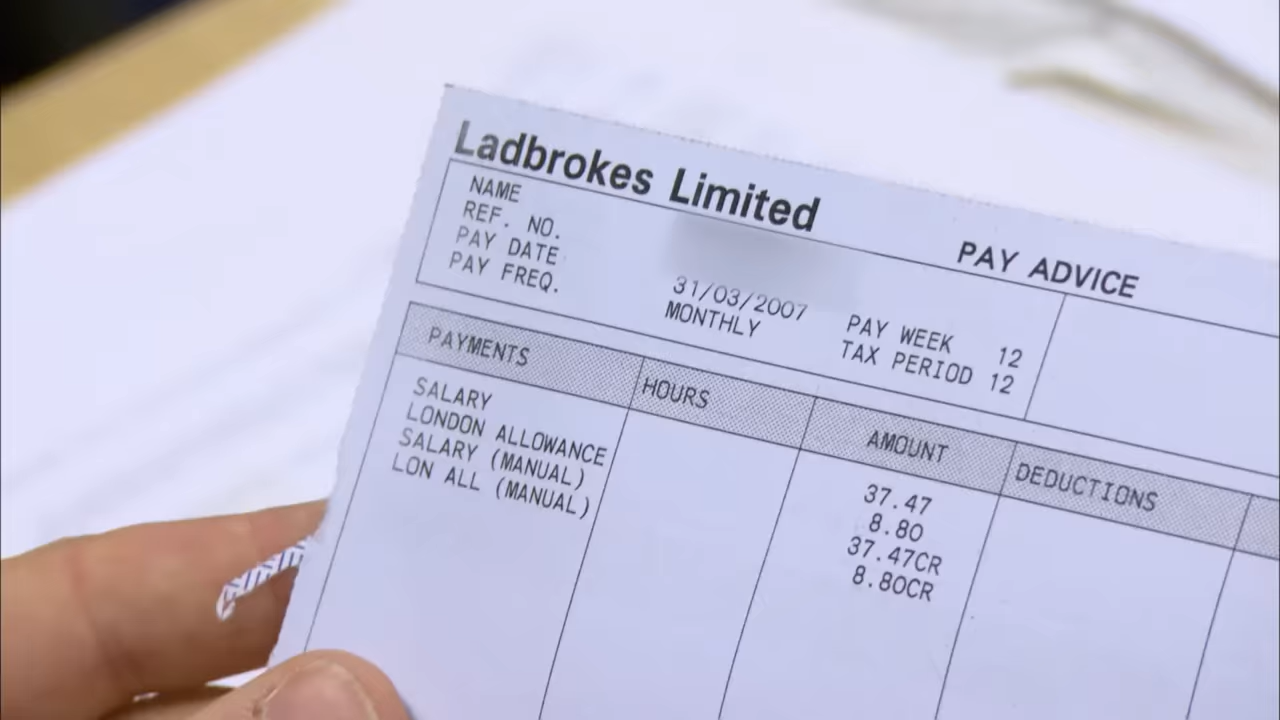 Ladbrokes Limited
PAY ADVICE
NAME
REF. NO.
PAY DATE 31/03/2007 PAY WEEK 12
PAY FREQ. MONTHLY TAX PERIOD 12
PAYMENTS HOURS AMOUNT DEDUCTIONS
SALARY 37.47
LONDON ALLOWANCE 8.80
SALARY (MANUAL) 37.47CR
LON ALL (MANUAL) 8.80CR